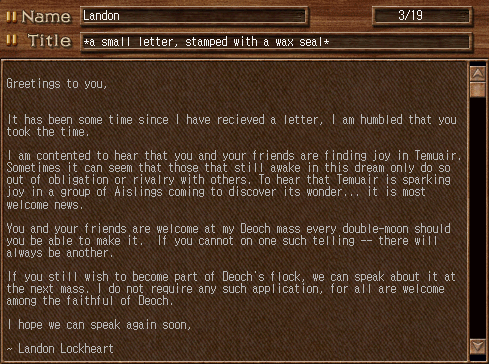 Name Landon 3/19
Title *a small letter, stamped with a wax seal*
Greetings to you,
It has been some time since I have recieved a letter, I am humbled that you
took the time.
I am contented to hear that you and your friends are finding joy in Temuair.
Sometimes it can seem that those that still awake in this dream only do so
out of obligation or rivalry with others. To hear that Temuair is sparking
joy in a group of Aislings coming to discover its wonder... it is most
welcome news.
You and your friends are welcome at my Deoch mass every double-moon should
you be able to make it.  If you cannot on one such telling -- there will
always be another.
If you still wish to become part of Deoch's flock, we can speak about it at
the next mass. I do not require any such application, for all are welcome
among the faithful of Deoch.
I hope we can speak again soon,
~ Landon Lockheart